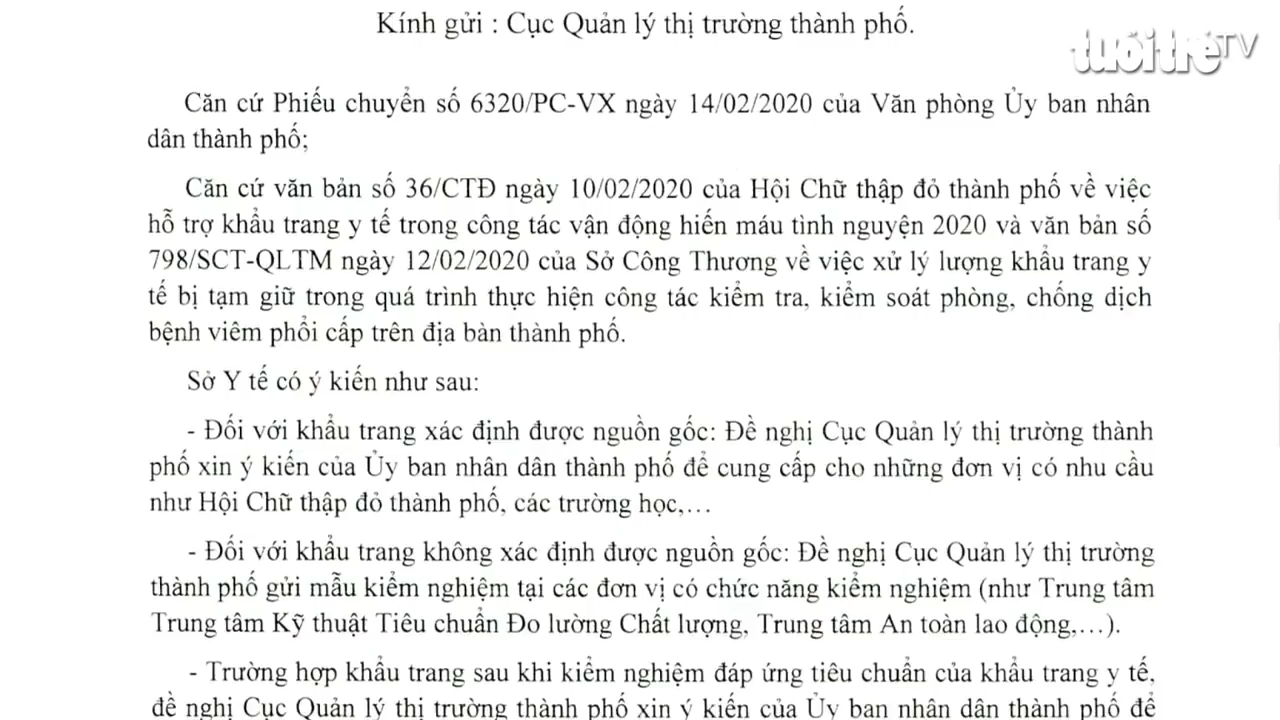 Kính gửi : Cục Quản lý thị trường thành phố.
tuổi trẻ TV
Căn cứ Phiếu chuyển số 6320/PC-VX ngày 14/02/2020 của Văn phòng Ủy ban nhân
dân thành phố;
Căn cứ văn bản số 36/CTĐ ngày 10/02/2020 của Hội Chữ thập đỏ thành phố về việc
hỗ trợ khẩu trang y tế trong công tác vận động hiến máu tình nguyện 2020 và văn bản số
798/SCT-QLTM ngày 12/02/2020 của Sở Công Thương về việc xử lý lượng khẩu trang y
tế bị tạm giữ trong quá trình thực hiện công tác kiểm tra, kiểm soát phòng, chống dịch
bệnh viêm phổi cấp trên địa bàn thành phố.
Sở Y tế có ý kiến như sau:
- Đối với khẩu trang xác định được nguồn gốc: Đề nghị Cục Quản lý thị trường thành
phố xin ý kiến của Ủy ban nhân dân thành phố để cung cấp cho những đơn vị có nhu cầu
như Hội Chữ thập đỏ thành phố, các trường học,…
- Đối với khẩu trang không xác định được nguồn gốc: Đề nghị Cục Quản lý thị trường
thành phố gửi mẫu kiểm nghiệm tại các đơn vị có chức năng kiểm nghiệm (như Trung tâm
Trung tâm Kỹ thuật Tiêu chuẩn Đo lường Chất lượng, Trung tâm An toàn lao động,…).
- Trường hợp khẩu trang sau khi kiểm nghiệm đáp ứng tiêu chuẩn của khẩu trang y tế,
đề nghị Cục Quản lý thị trường thành phố xin ý kiến của Ủy ban nhân dân thành phố để